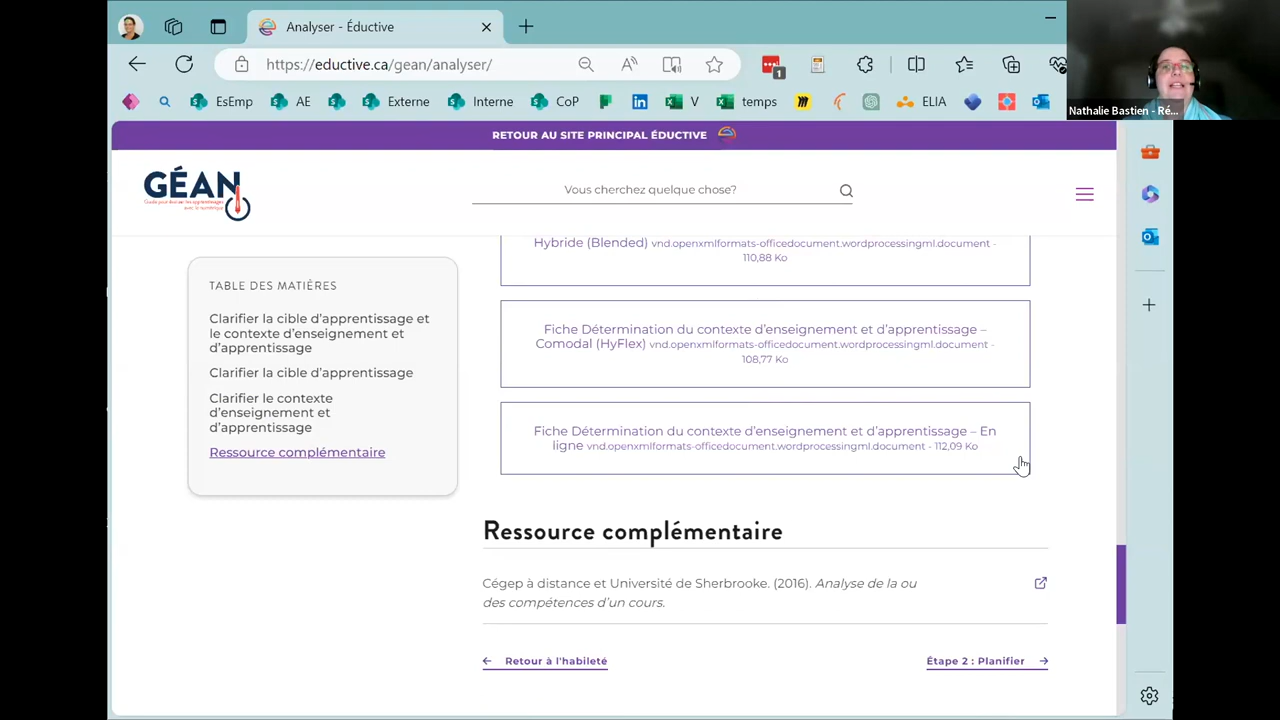 Analyser - Éductive
https://eductive.ca/gean/analyser/
1
EsEmp
AE
Externe
Interne
CoP
V
temps
ELIA
Nathalie Bastien - Ré...
RETOUR AU SITE PRINCIPAL ÉDUCTIVE
GÉAN
Vous cherchez quelque chose?
TABLE DES MATIÈRES
Clarifier la cible d'apprentissage et
le contexte d'enseignement et
d'apprentissage
Clarifier la cible d'apprentissage
Clarifier le contexte
d'enseignement et
d'apprentissage
Ressource complémentaire
Hybride (Blended) vnd.openxmlformats-officedocument.wordprocessingml.document -
110,88 Ko
Fiche Détermination du contexte d'enseignement et d'apprentissage –
Comodal (HyFlex) vnd.openxmlformats-officedocument.wordprocessingml.document -
108,77 Ko
Fiche Détermination du contexte d'enseignement et d'apprentissage – En
ligne vnd.openxmlformats-officedocument.wordprocessingml.document - 112,09 Ko
Ressource complémentaire
Cégep à distance et Université de Sherbrooke. (2016). Analyse de la ou
des compétences d'un cours.
Retour à l'habileté
Étape 2 : Planifier